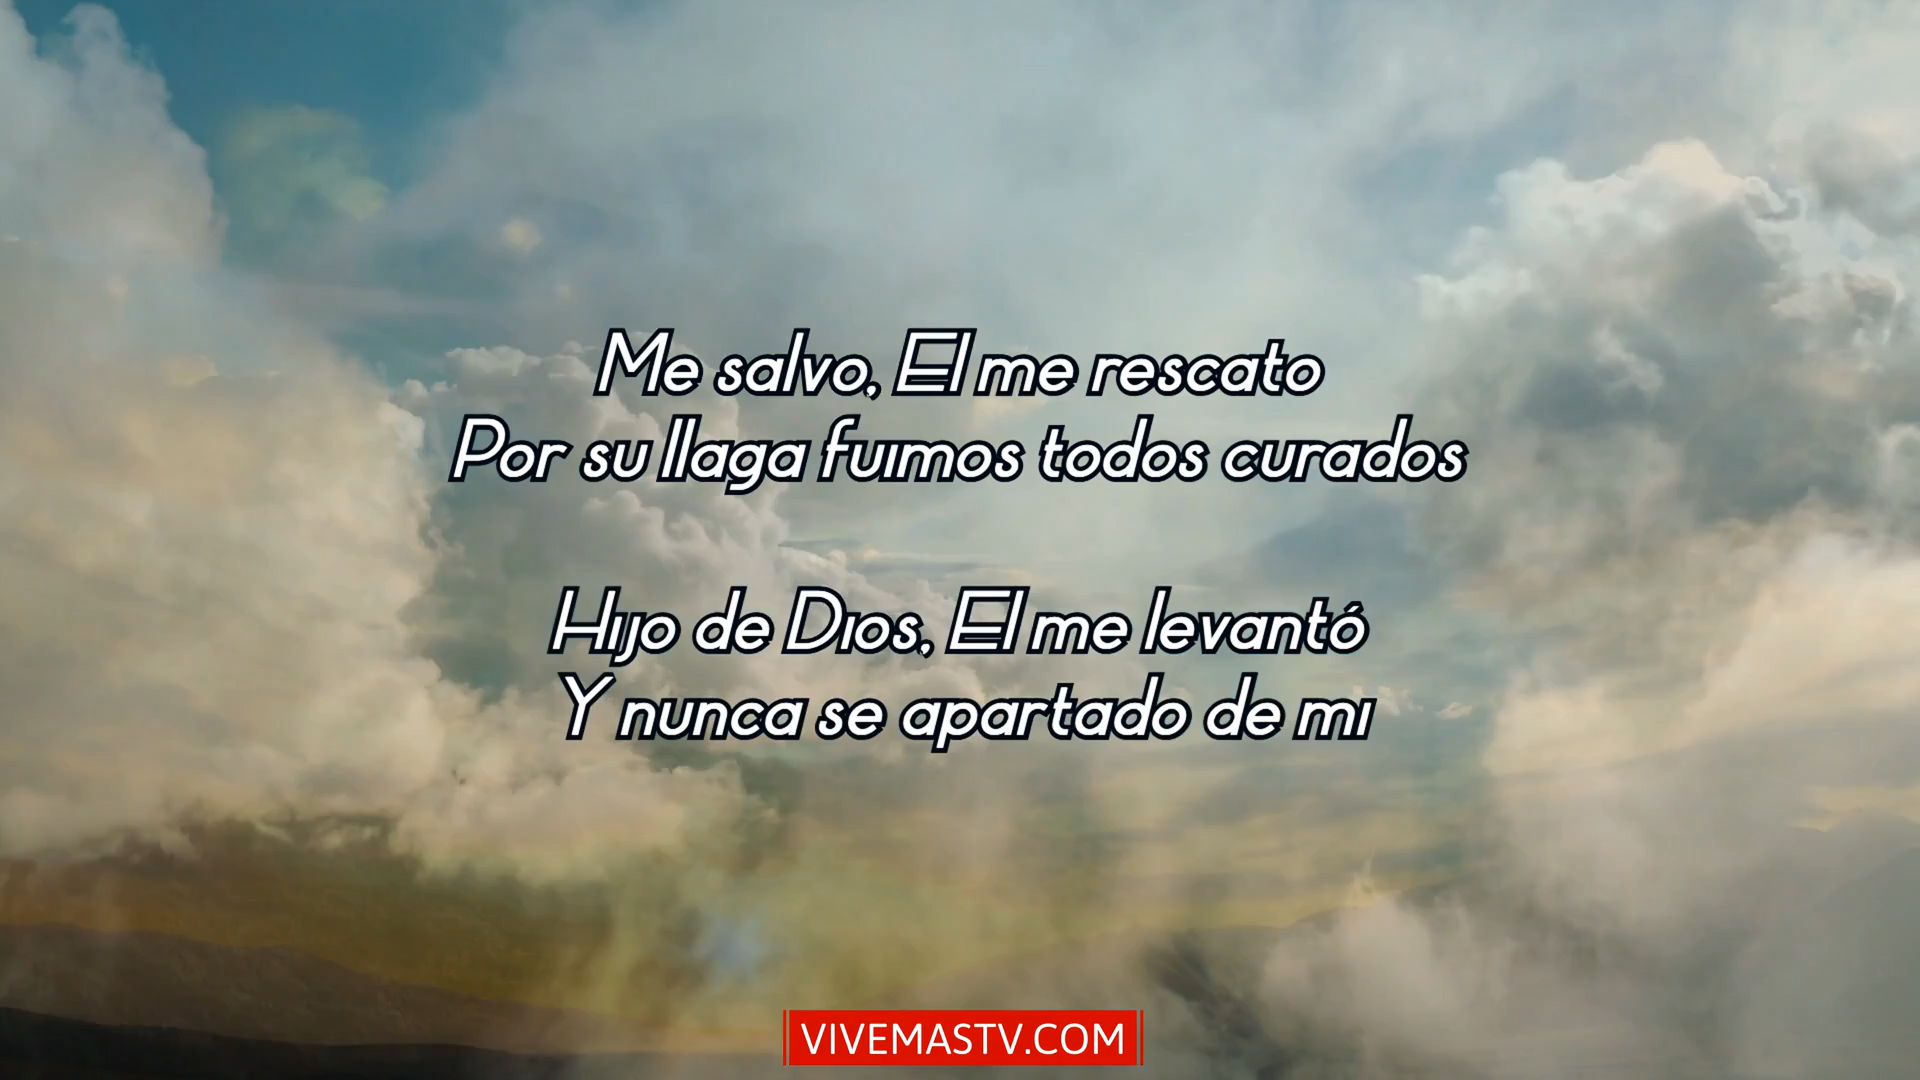 Me salvo, El me rescato
Por su llaga fuimos todos curados
Hijo de Dios, El me levantó
Y nunca se apartado de mi
VIVEMASTV.COM